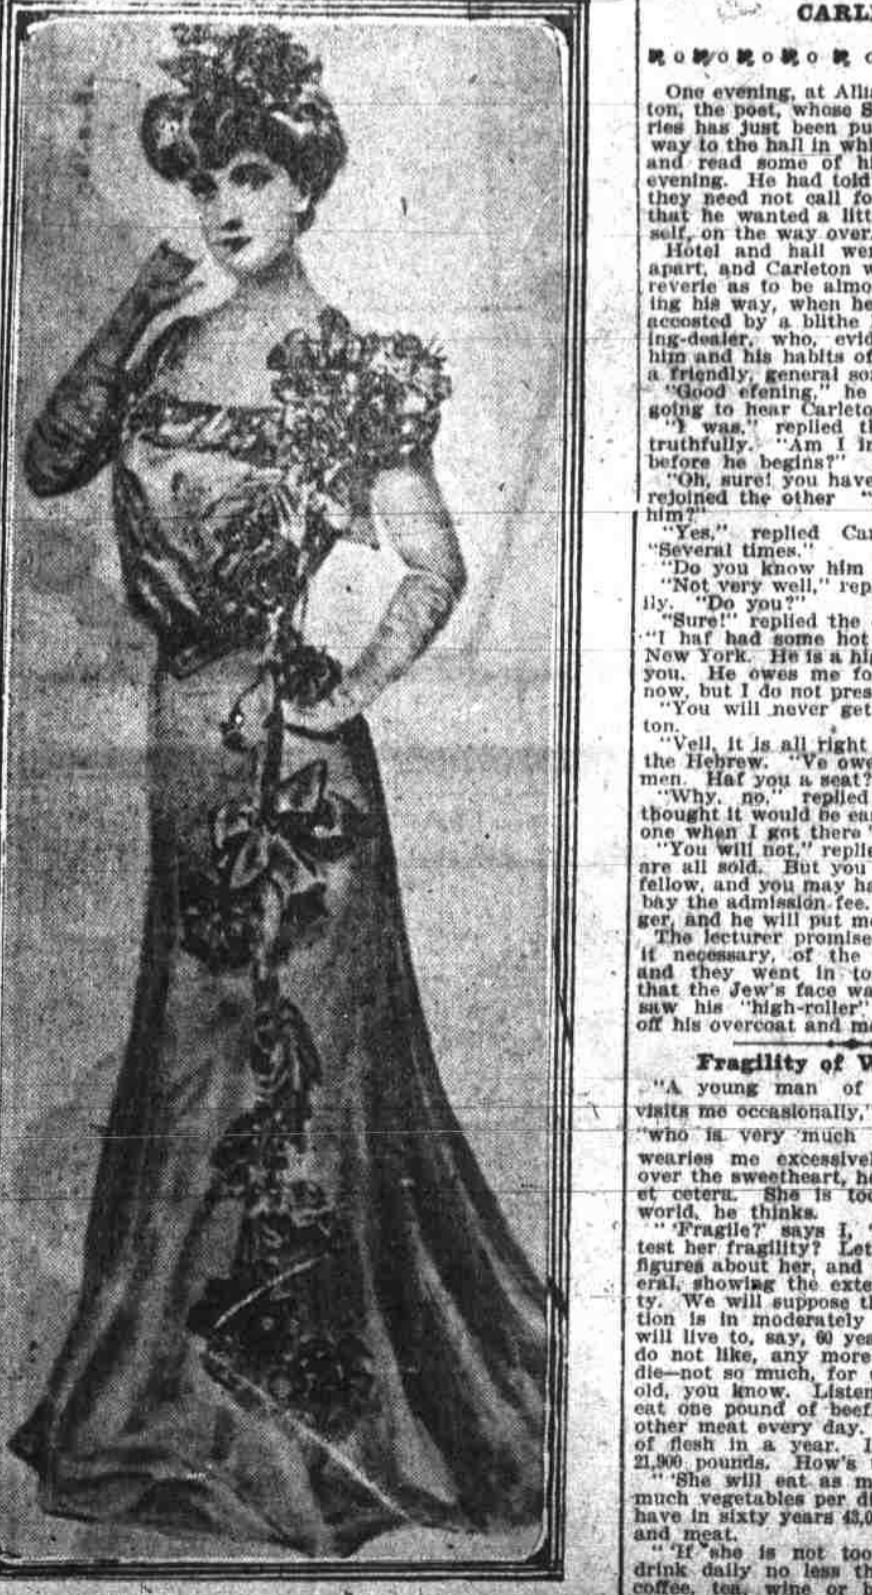 CARL
One evening, at Alli
ton, the poet, whose S
ries has just been pu
way to the hall in whi
and read some of hi
evening. He had told
they need not call fo
that he wanted a litt
self, on the way over.
Hotel and hall wer
apart, and Carleton w
reverie as to be almo
ing his way, when he
accosted by a blithe
ing-dealer, who, evid
him and his habits of
a friendly, general so
"Good efening," he
going to hear Carleto
"I was," replied th
truthfully. "Am I i
before he begins?"
"Oh, sure! you have
rejoined the other "
him?"
"Yes," replied Car
"Several times."
"Do you know him
"Not very well," rep
ily. "Do you?"
"Sure!" replied the
"I haf had some hot
New York. He is a hi
you. He owes me fo
now, but I do not pres
"You will never get
ton.
"Vell, it is all right
the Hebrew. "Ve owe
men. Haf you a seat?
"Why, no," replied
thought it would be ea
one when I got there"
"You will not," replie
are all sold. But you
fellow, and you may ha
bay the admission fee.
ger, and he will put me
The lecturer promise
if necessary, of the
and they went in to
that the Jew's face wa
saw his "high-roller"
off his overcoat and m
Fragility of W
"A young man of
visits me occasionally,"
"who is very much
wearies me excessivel
over the sweetheart, he
et cetera. She is too
world, he thinks.
"'Fragile?' says I, '
test her fragility? Let
figures about her, and
eral, showing the exte
ty. We will suppose th
tion is in moderately
will live to, say, 60 yea
do not like, any more
die—not so much, for
old, you know. Listen
eat one pound of beef,
other meat every day.
of flesh in a year. I
21,900 pounds. How's
"'She will eat as m
much vegetables per di
have in sixty years 43,0
and meat.
"'If she is not too
drink daily no less th
coffee, tea, wine or b